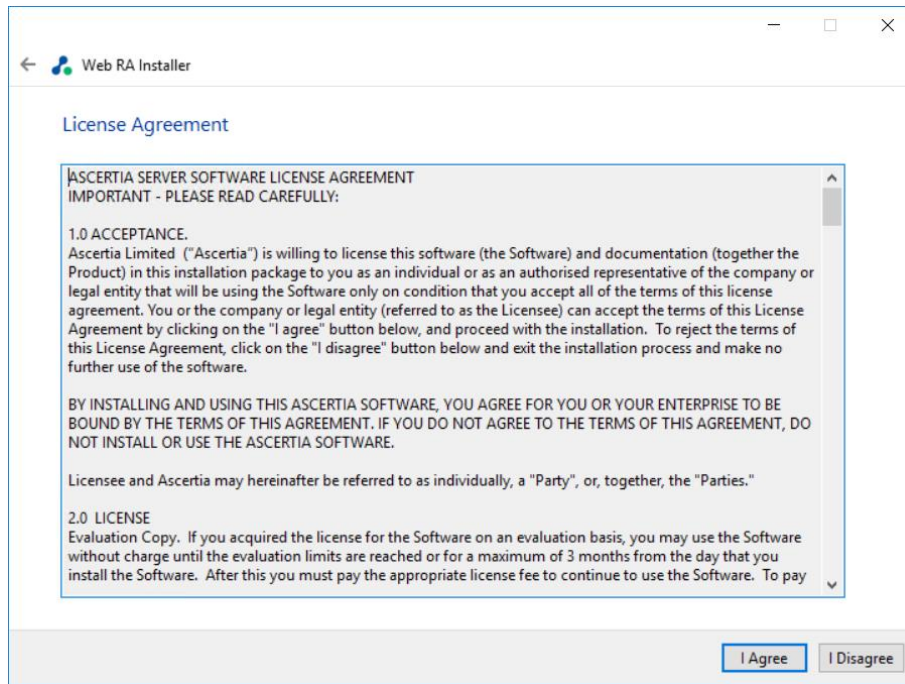 Web RA Installer
License Agreement
ASCERTIA SERVER SOFTWARE LICENSE AGREEMENT
IMPORTANT - PLEASE READ CAREFULLY:
1.0 ACCEPTANCE.
Ascertia Limited ("Ascertia") is willing to license this software (the Software) and documentation (together the
Product) in this installation package to you as an individual or as an authorised representative of the company or
legal entity that will be using the Software only on condition that you accept all of the terms of this license
agreement. You or the company or legal entity (referred to as the Licensee) can accept the terms of this License
Agreement by clicking on the "I agree" button below, and proceed with the installation. To reject the terms of
this License Agreement, click on the "I disagree" button below and exit the installation process and make no
further use of the software.
BY INSTALLING AND USING THIS ASCERTIA SOFTWARE, YOU AGREE FOR YOU OR YOUR ENTERPRISE TO BE
BOUND BY THE TERMS OF THIS AGREEMENT. IF YOU DO NOT AGREE TO THE TERMS OF THIS AGREEMENT, DO
NOT INSTALL OR USE THE ASCERTIA SOFTWARE.
Licensee and Ascertia may hereinafter be referred to as individually, a "Party", or, together, the "Parties."
2.0 LICENSE
Evaluation Copy. If you acquired the license for the Software on an evaluation basis, you may use the Software
without charge until the evaluation limits are reached or for a maximum of 3 months from the day that you
install the Software. After this you must pay the appropriate license fee to continue to use the Software. To pay
I Agree
I Disagree